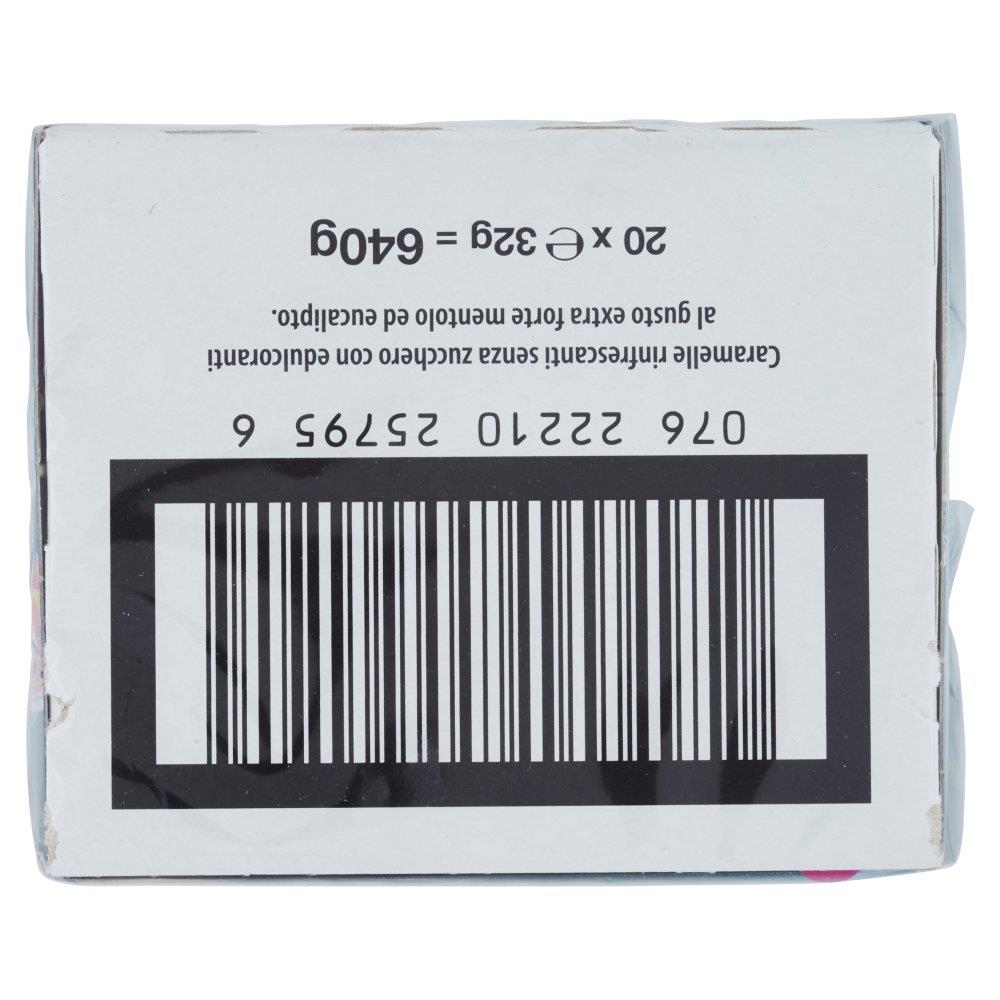 076 22210 25795 6
Caramelle rinfrescanti senza zucchero con edulcoranti
al gusto extra forte mentolo ed eucalipto.
20 x ℮ 32g = 640g